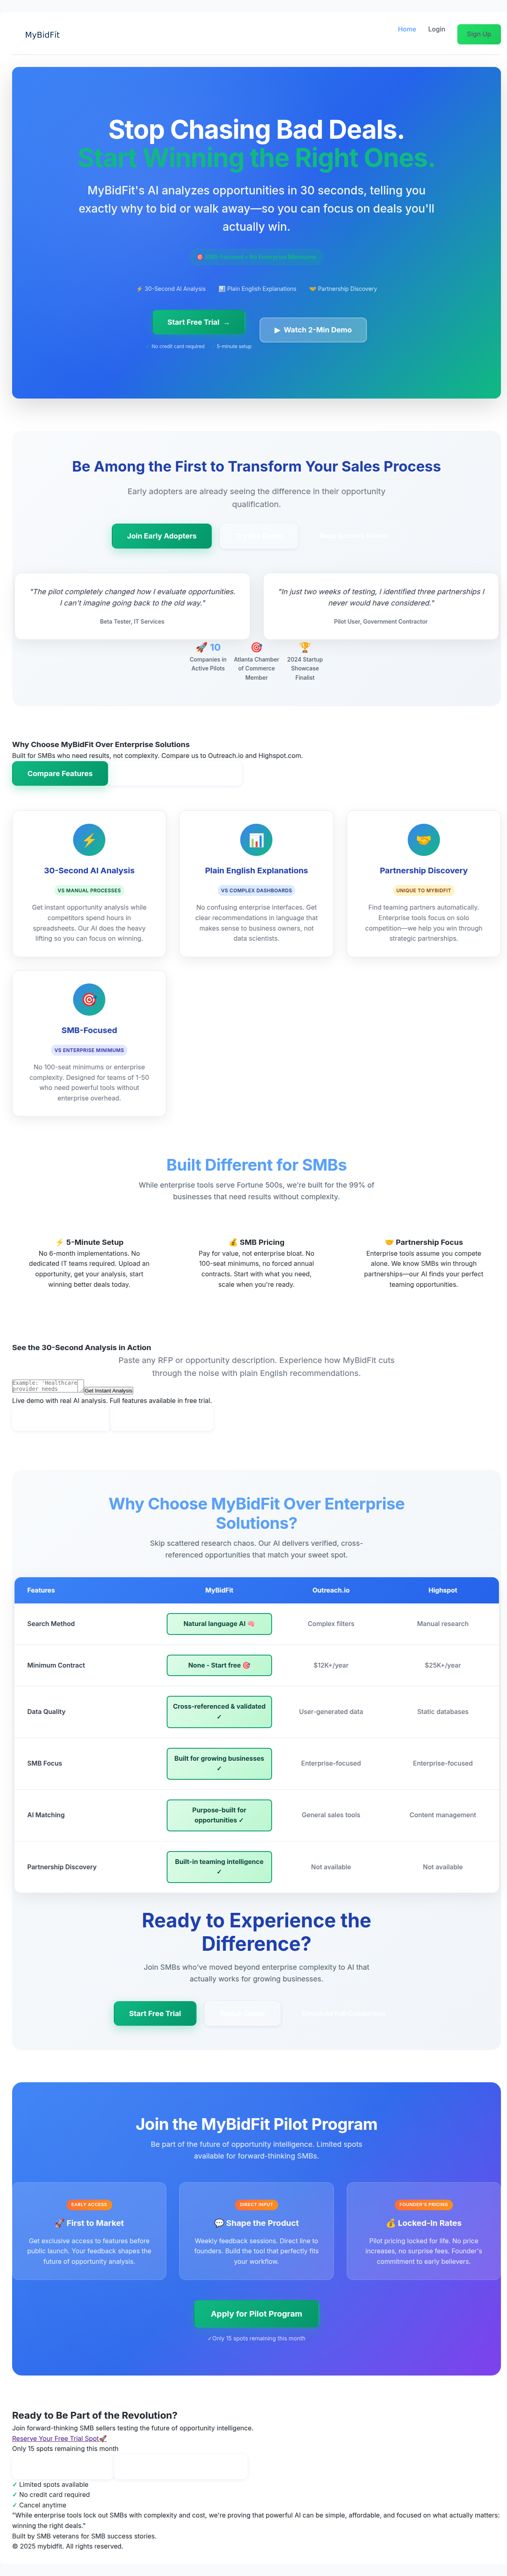 MyBidFit
Home
Login
Sign Up
Stop Chasing Bad Deals.
Start Winning the Right Ones.
MyBidFit's AI analyzes opportunities in 30 seconds, telling you
exactly why to bid or walk away—so you can focus on deals you'll
actually win.
⚡ 30-Second AI Analysis
📊 Plain English Explanations
🤝 Partnership Discovery
Start Free Trial →
▶ Watch 2-Min Demo
✓ No credit card required ✓ 5-minute setup
Be Among the First to Transform Your Sales Process
Early adopters are already seeing the difference in their opportunity
qualification.
Join Early Adopters
"The pilot completely changed how I evaluate opportunities.
I can't imagine going back to the old way."
Beta Tester, IT Services
"In just two weeks of testing, I identified three partnerships I
never would have considered."
Pilot User, Government Contractor
🚀 10
Companies in
Active Pilots
🎯
Atlanta Chamber
of Commerce
Member
🏆
2024 Startup
Showcase
Finalist
Why Choose MyBidFit Over Enterprise Solutions
Built for SMBs who need results, not complexity. Compare us to Outreach.io and Highspot.com.
Compare Features
⚡
30-Second AI Analysis
VS MANUAL PROCESSES
Get instant opportunity analysis while
competitors spend hours in
spreadsheets. Our AI does the heavy
lifting so you can focus on winning.
📊
Plain English Explanations
VS COMPLEX DASHBOARDS
No confusing enterprise interfaces. Get
clear recommendations in language that
makes sense to business owners, not
data scientists.
🤝
Partnership Discovery
UNIQUE TO MYBIDFIT
Find teaming partners automatically.
Enterprise tools focus on solo
competition—we help you win through
strategic partnerships.
🎯
SMB-Focused
VS ENTERPRISE MINIMUMS
No 100-seat minimums or enterprise
complexity. Designed for teams of 1-50
who need powerful tools without
enterprise overhead.
Built Different for SMBs
While enterprise tools serve Fortune 500s, we're built for the 99% of
businesses that need results without complexity.
⚡ 5-Minute Setup
No 6-month implementations. No
dedicated IT teams required. Upload an
opportunity, get your analysis, start
winning better deals today.
💰 SMB Pricing
Pay for value, not enterprise bloat. No
100-seat minimums, no forced annual
contracts. Start with what you need,
scale when you're ready.
🤝 Partnership Focus
Enterprise tools assume you compete
alone. We know SMBs win through
partnerships—our AI finds your perfect
teaming opportunities.
See the 30-Second Analysis in Action
Paste any RFP or opportunity description. Experience how MyBidFit cuts
through the noise with plain English recommendations.
Example: 'Healthcare
provider needs
Get Instant Analysis
Live demo with real AI analysis. Full features available in free trial.
Why Choose MyBidFit Over Enterprise
Solutions?
Skip scattered research chaos. Our AI delivers verified, cross-
referenced opportunities that match your sweet spot.
Features
MyBidFit
Outreach.io
Highspot
Search Method
Natural language AI 🧠
Complex filters
Manual research
Minimum Contract
None - Start free 🎯
$12K+/year
$25K+/year
Data Quality
Cross-referenced & validated
✓
User-generated data
Static databases
SMB Focus
Built for growing businesses
✓
Enterprise-focused
Enterprise-focused
AI Matching
Purpose-built for
opportunities ✓
General sales tools
Content management
Partnership Discovery
Built-in teaming intelligence
✓
Not available
Not available
Ready to Experience the
Difference?
Join SMBs who've moved beyond enterprise complexity to AI that
actually works for growing businesses.
Start Free Trial
Join the MyBidFit Pilot Program
Be part of the future of opportunity intelligence. Limited spots
available for forward-thinking SMBs.
EARLY ACCESS
🚀 First to Market
Get exclusive access to features before
public launch. Your feedback shapes the
future of opportunity analysis.
DIRECT INPUT
💬 Shape the Product
Weekly feedback sessions. Direct line to
founders. Build the tool that perfectly fits
your workflow.
FOUNDER'S PRICING
💰 Locked-In Rates
Pilot pricing locked for life. No price
increases, no surprise fees. Founder's
commitment to early believers.
Apply for Pilot Program
✓Only 15 spots remaining this month
Ready to Be Part of the Revolution?
Join forward-thinking SMB sellers testing the future of opportunity intelligence.
Reserve Your Free Trial Spot🚀
Only 15 spots remaining this month
✓ Limited spots available
✓ No credit card required
✓ Cancel anytime
"While enterprise tools lock out SMBs with complexity and cost, we're proving that powerful AI can be simple, affordable, and focused on what actually matters:
winning the right deals."
Built by SMB veterans for SMB success stories.
© 2025 mybidfit. All rights reserved.